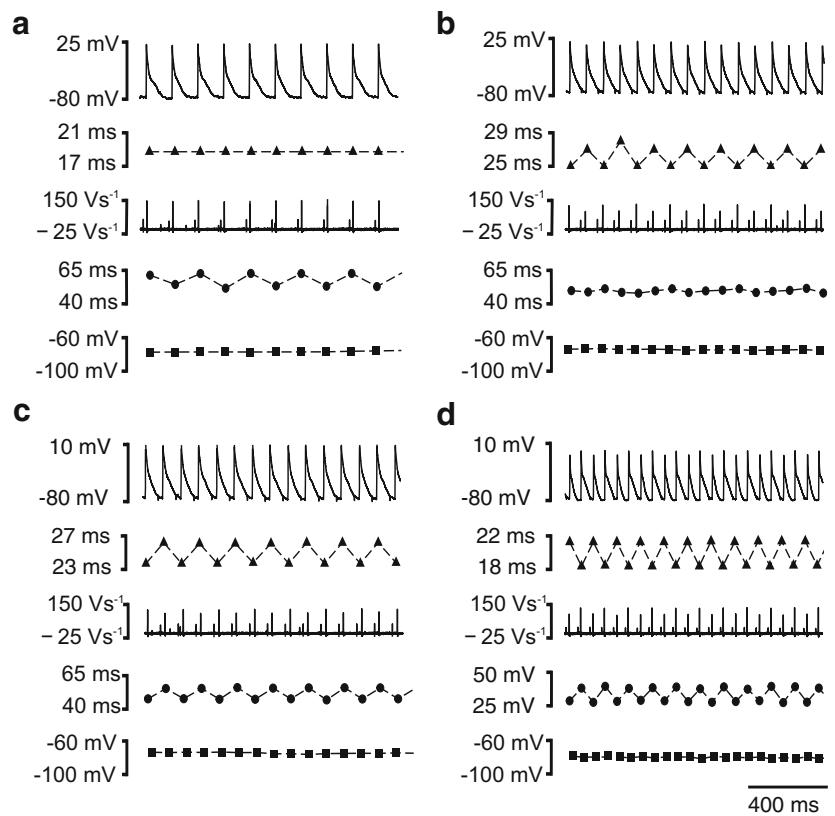 a
25 mV
-80 mV
21 ms
17 ms
150 Vs⁻¹
− 25 Vs⁻¹
65 ms
40 ms
-60 mV
-100 mV
b
25 mV
-80 mV
29 ms
25 ms
150 Vs⁻¹
− 25 Vs⁻¹
65 ms
40 ms
-60 mV
-100 mV
c
10 mV
-80 mV
27 ms
23 ms
150 Vs⁻¹
− 25 Vs⁻¹
65 ms
40 ms
-60 mV
-100 mV
d
10 mV
-80 mV
22 ms
18 ms
150 Vs⁻¹
− 25 Vs⁻¹
50 mV
25 mV
-60 mV
-100 mV
400 ms